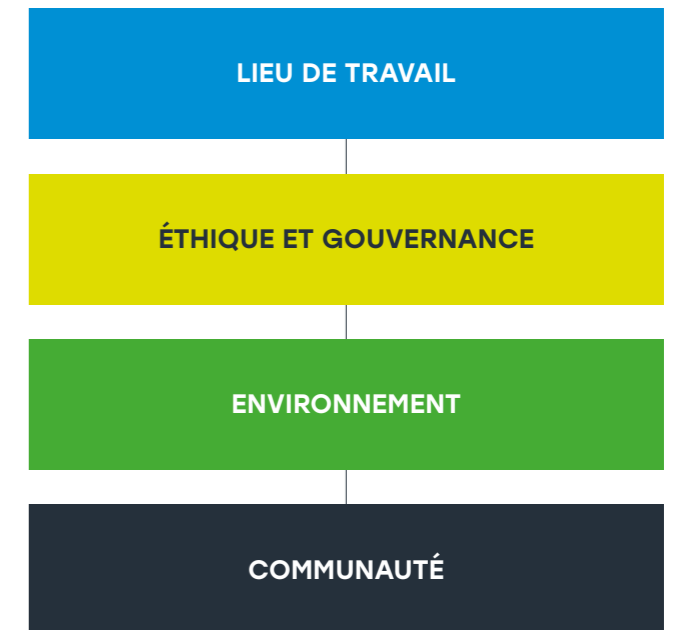 LIEU DE TRAVAIL
ÉTHIQUE ET GOUVERNANCE
ENVIRONNEMENT
COMMUNAUTÉ